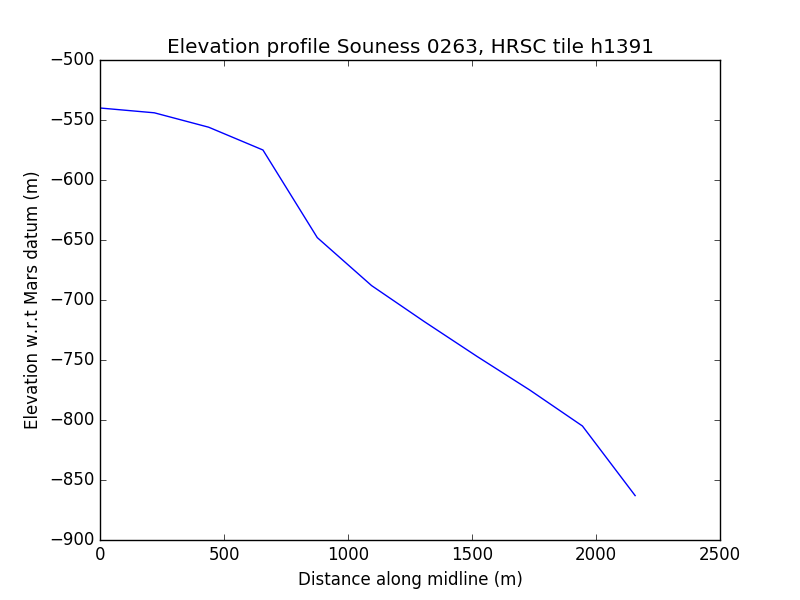 Elevation profile Souness 0263, HRSC tile h1391
−500
−550
−600
−650
−700
−750
−800
−850
−900
Elevation w.r.t Mars datum (m)
0 500 1000 1500 2000 2500
Distance along midline (m)